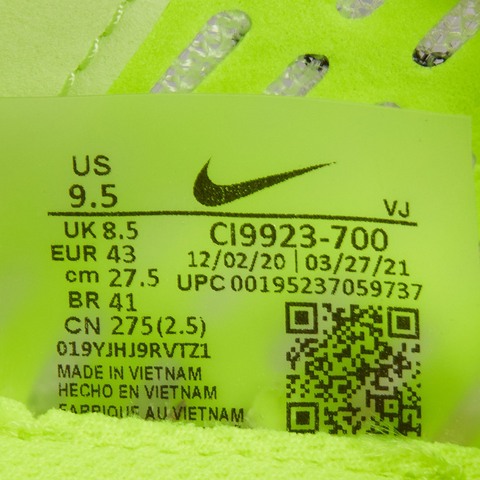 US
9.5
VJ
UK 8.5
EUR 43
cm 27.5
BR 41
CN 275(2.5)
CI9923-700
12/02/20 | 03/27/21
UPC 00195237059737
019YJHJ9RVTZ1
MADE IN VIETNAM
HECHO EN VIETNAM
FABRIQUE AU VIETNAM